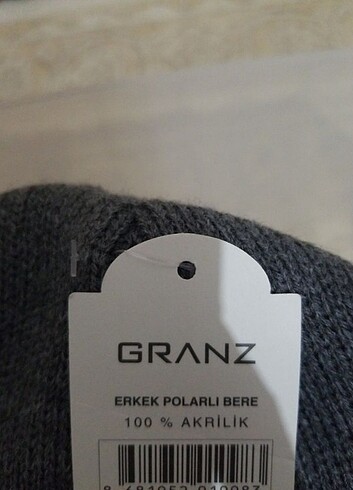 GRANZ
ERKEK POLARLI BERE
100 % AKRİLİK